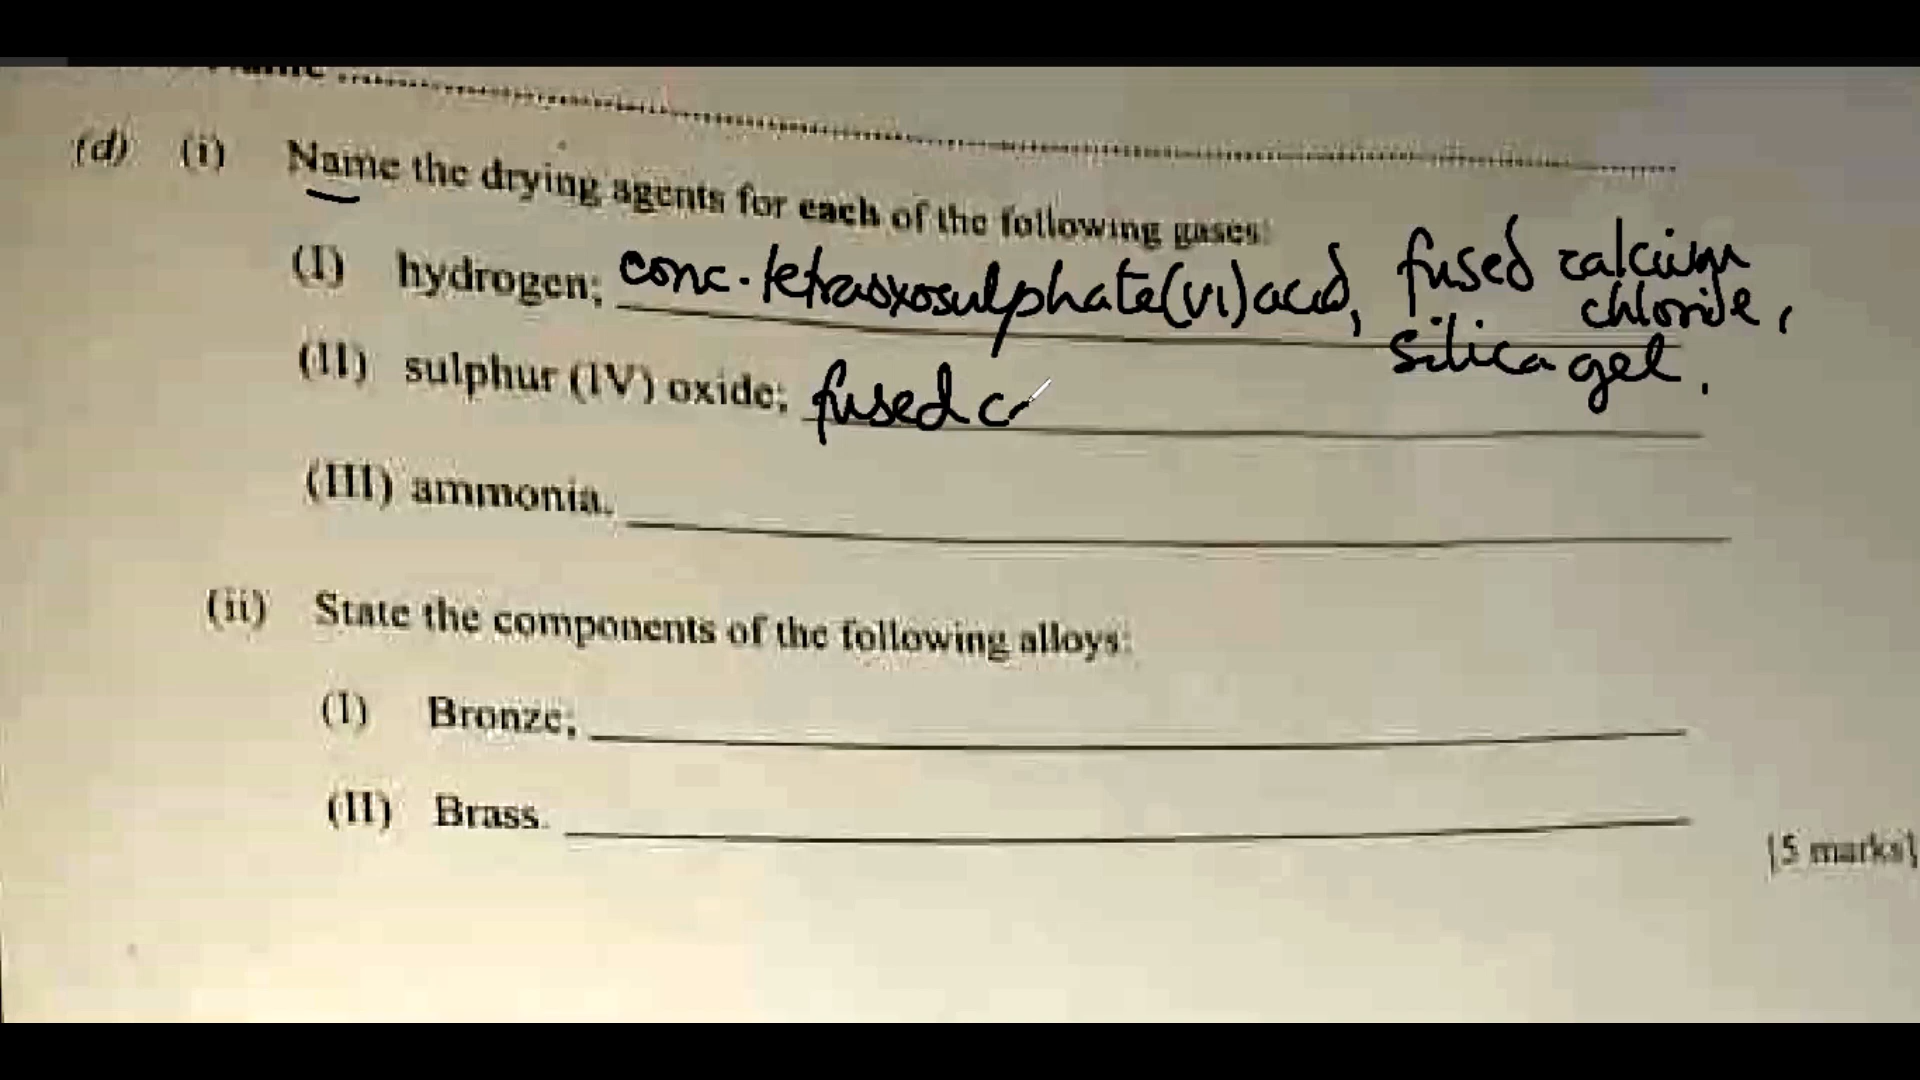 (d) (i) Name the drying agents for each of the following gases:
(I) hydrogen; conc. tetraoxosulphate(VI) acid, fused calcium
chloride,
silica gel.
(II) sulphur (IV) oxide; fused c
(III) ammonia.
(ii) State the components of the following alloys:
(I) Bronze;
(II) Brass.
[5 marks]